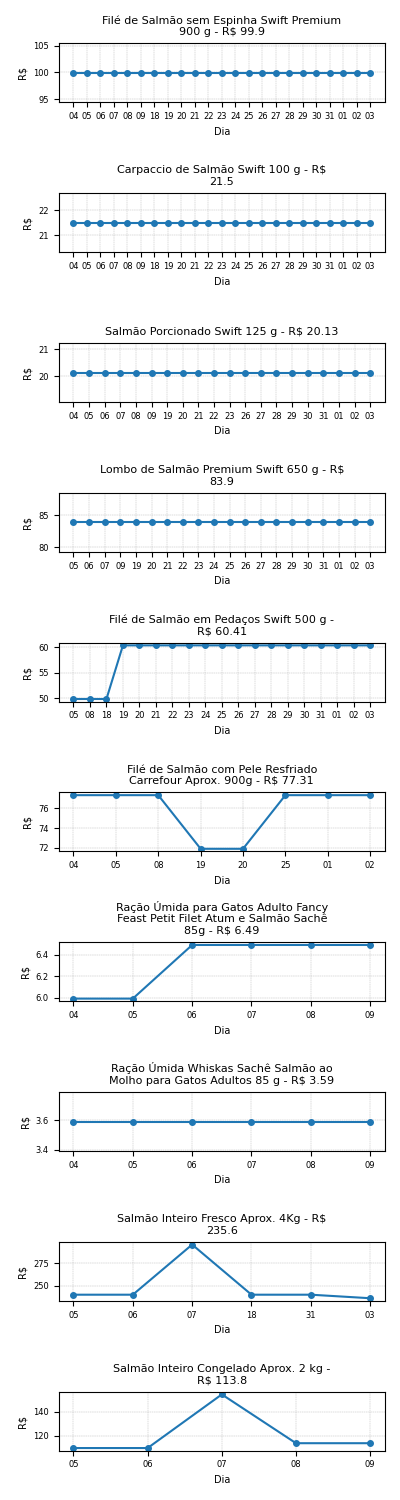 Filé de Salmão sem Espinha Swift Premium
900 g - R$ 99.9
105
100
95
R$
04 05 06 07 08 09 18 19 20 21 22 23 24 25 26 27 28 29 30 31 01 02 03
Dia
Carpaccio de Salmão Swift 100 g - R$
21.5
22
21
R$
04 05 06 07 08 09 18 19 20 21 22 23 24 25 26 27 28 29 30 31 01 02 03
Dia
Salmão Porcionado Swift 125 g - R$ 20.13
21
20
R$
04 05 06 07 08 09 19 20 21 22 23 26 27 28 29 30 31 01 02 03
Dia
Lombo de Salmão Premium Swift 650 g - R$
83.9
85
80
R$
05 06 07 09 19 20 21 22 23 24 25 26 27 28 29 30 31 01 02 03
Dia
Filé de Salmão em Pedaços Swift 500 g -
R$ 60.41
60
55
50
R$
05 08 18 19 20 21 22 23 24 25 26 27 28 29 30 31 01 02 03
Dia
Filé de Salmão com Pele Resfriado
Carrefour Aprox. 900g - R$ 77.31
76
74
72
R$
04 05 08 19 20 25 01 02
Dia
Ração Úmida para Gatos Adulto Fancy
Feast Petit Filet Atum e Salmão Sachê
85g - R$ 6.49
6.4
6.2
6.0
R$
04 05 06 07 08 09
Dia
Ração Úmida Whiskas Sachê Salmão ao
Molho para Gatos Adultos 85 g - R$ 3.59
3.6
3.4
R$
04 05 06 07 08 09
Dia
Salmão Inteiro Fresco Aprox. 4Kg - R$
235.6
275
250
R$
05 06 07 18 31 03
Dia
Salmão Inteiro Congelado Aprox. 2 kg -
R$ 113.8
140
120
R$
05 06 07 08 09
Dia